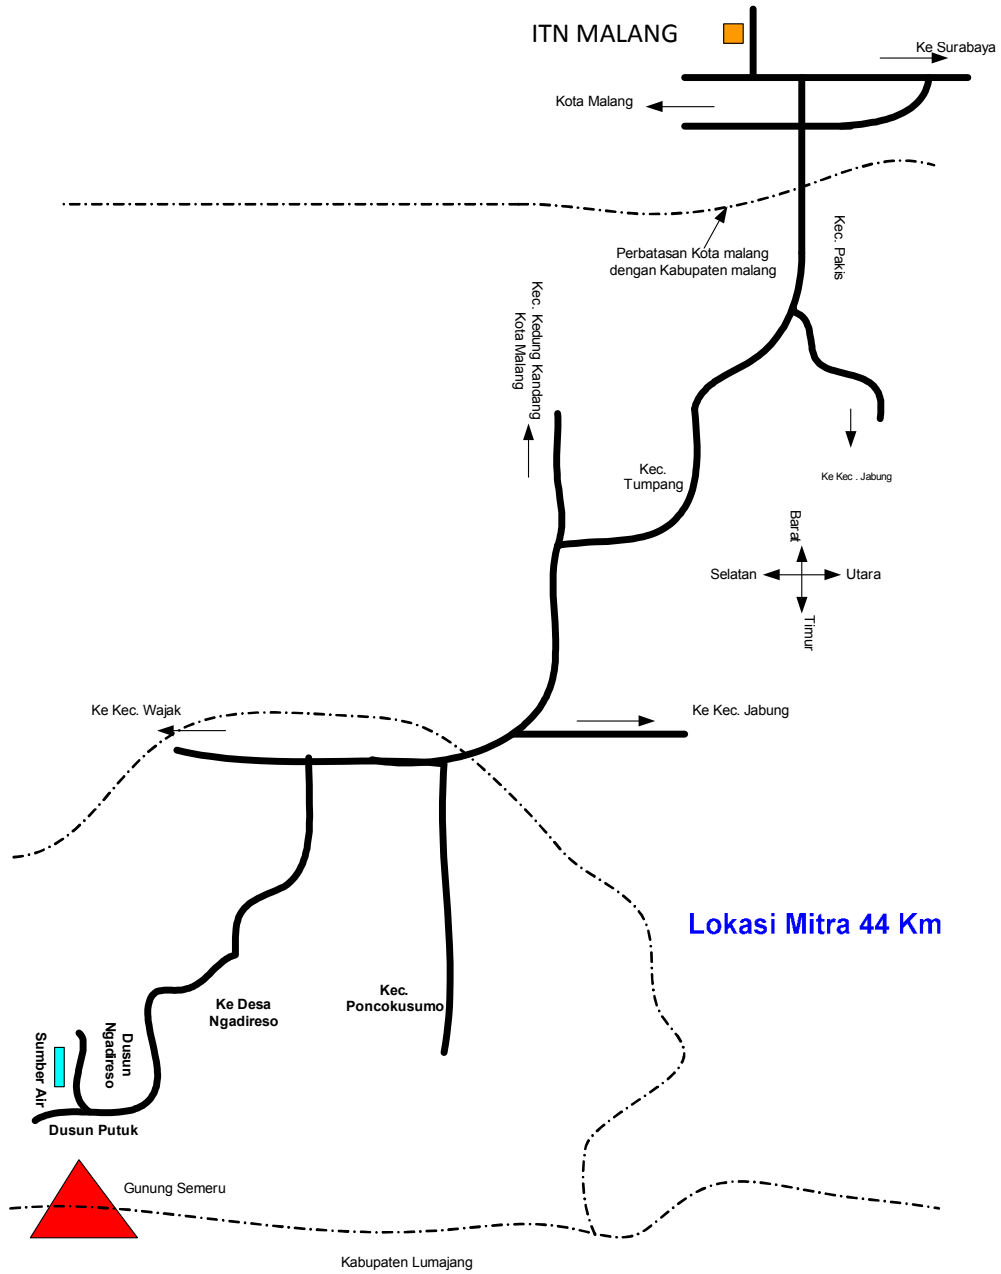 ITN MALANG
Ke Surabaya
Kota Malang
Kec. Pakis
Perbatasan Kota malang
dengan Kabupaten malang
Kec. Kedung Kandang
Kota Malang
Kec.
Tumpang
Ke Kec . Jabung
Barat
Selatan
Utara
Timur
Ke Kec. Wajak
Ke Kec. Jabung
Lokasi Mitra 44 Km
Ke Desa
Ngadireso
Kec.
Poncokusumo
Dusun
Ngadireso
Sumber Air
Dusun Putuk
Gunung Semeru
Kabupaten Lumajang